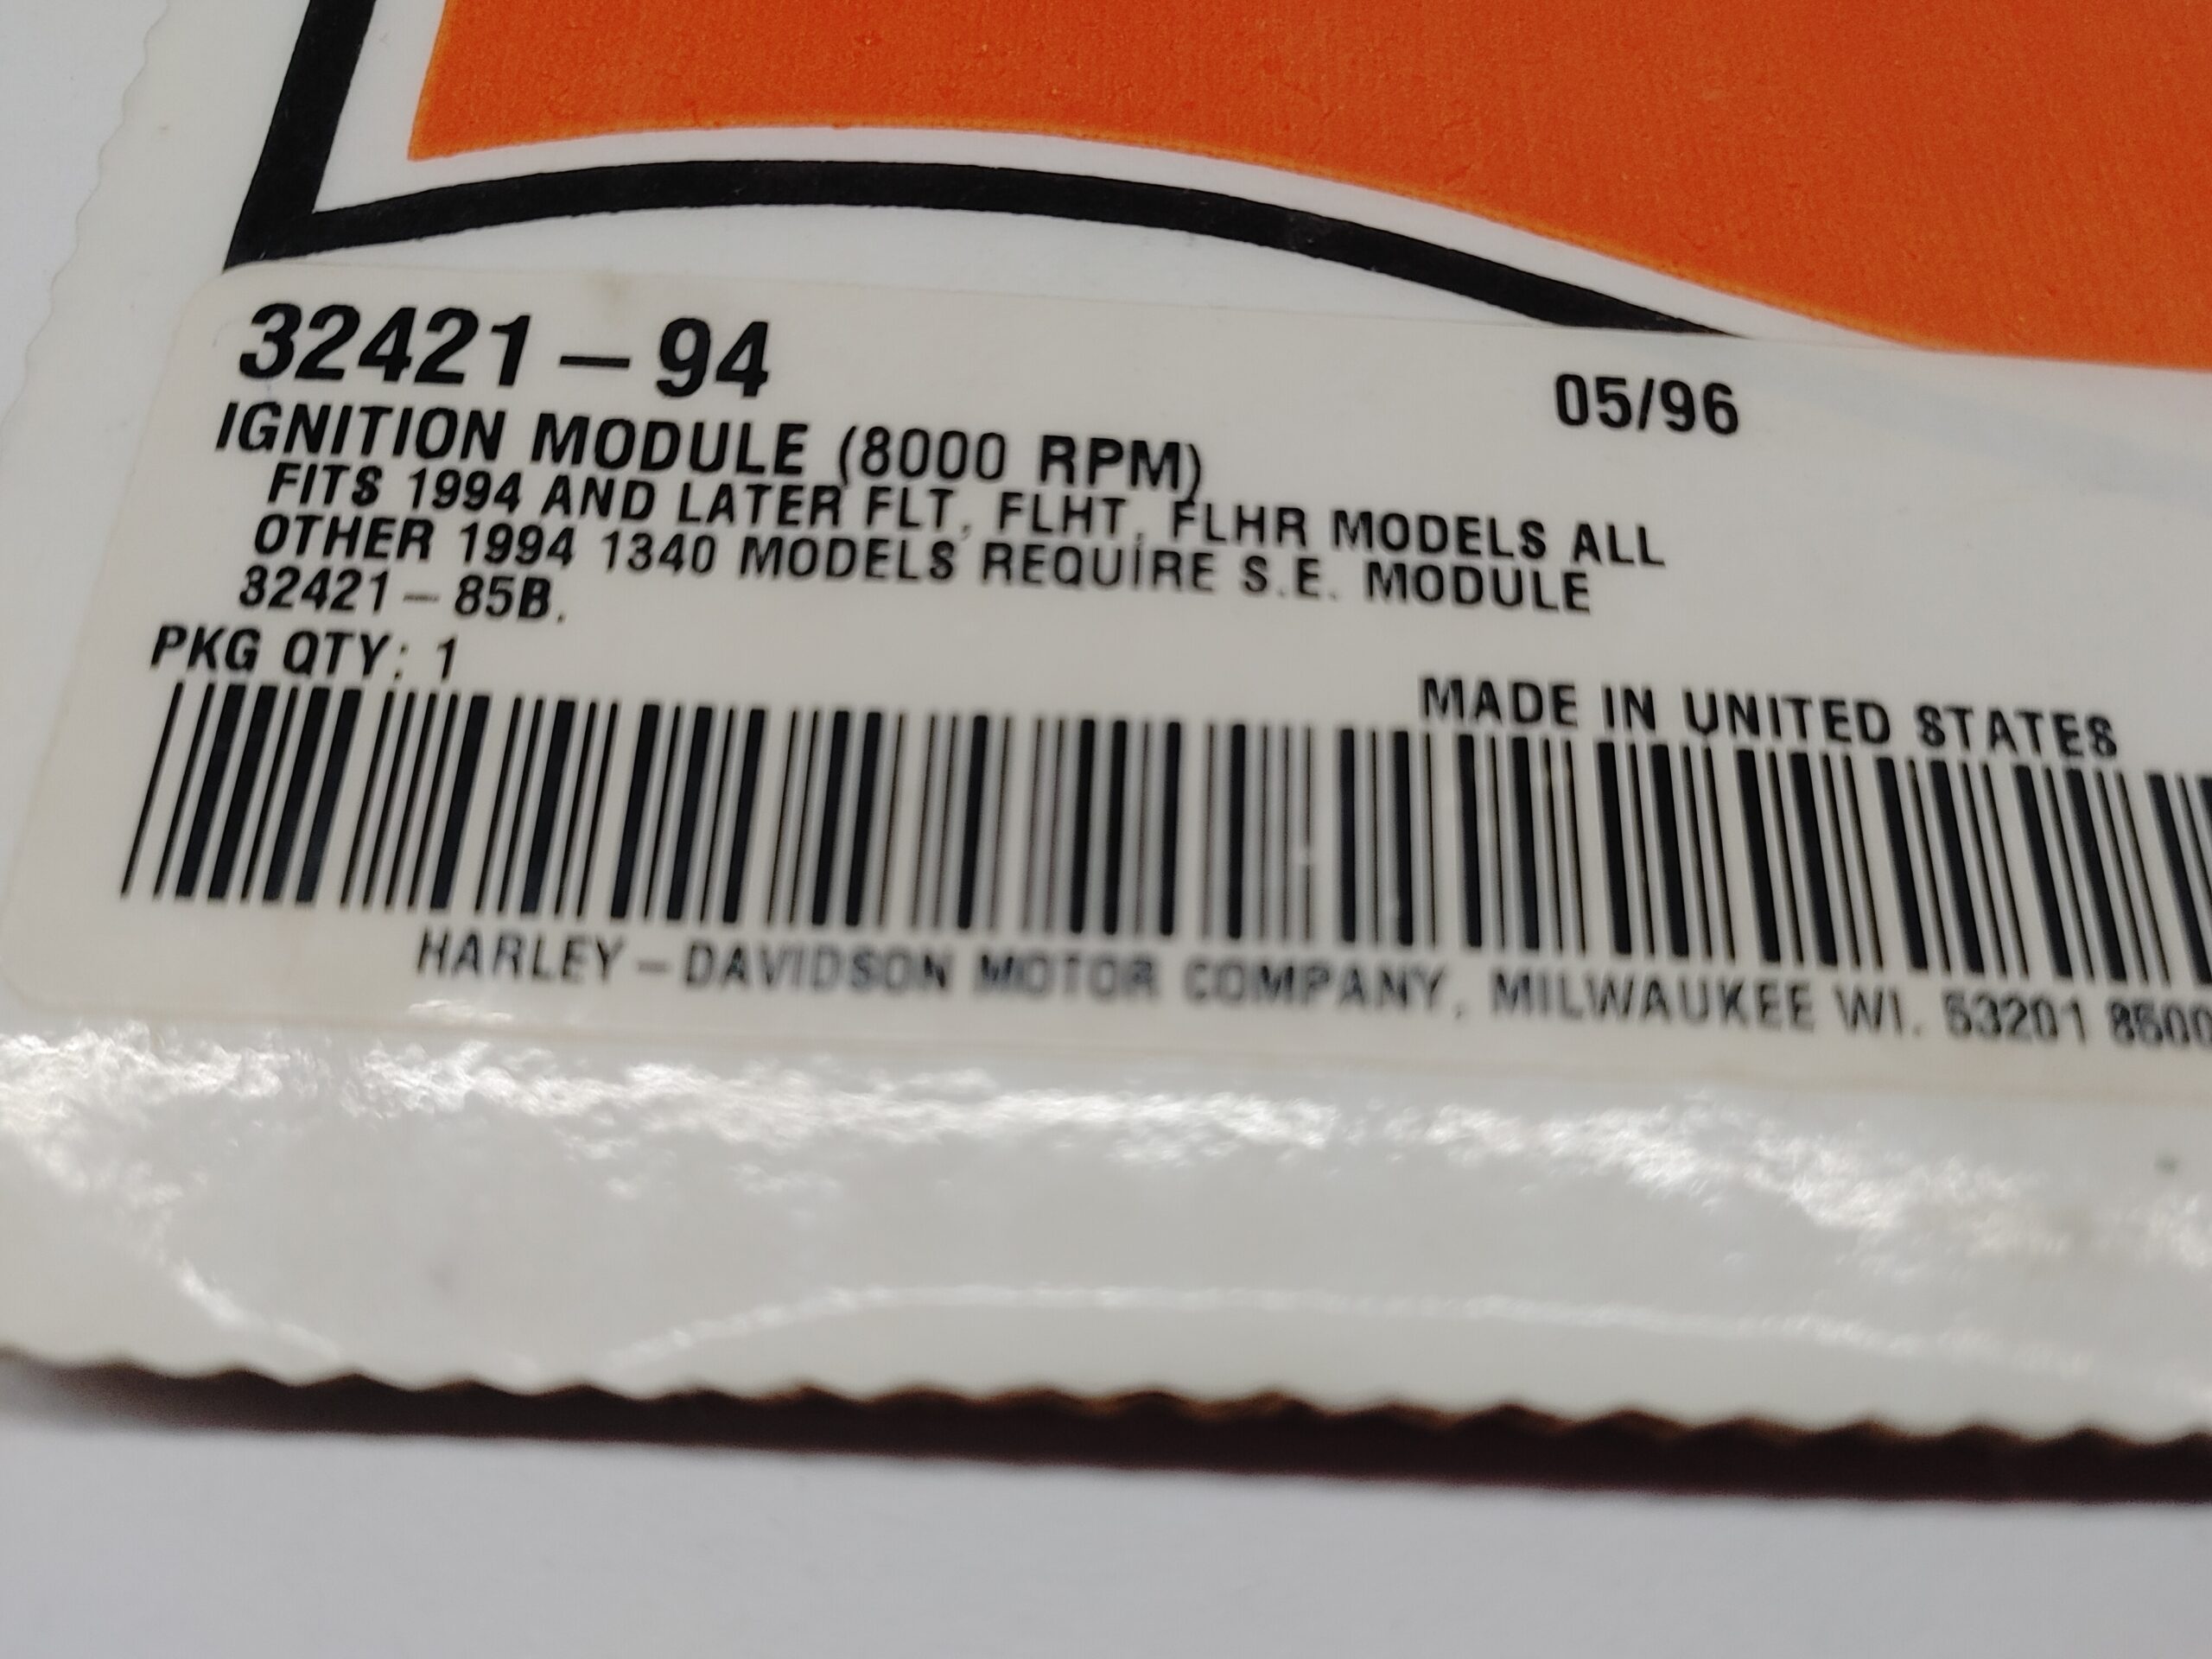 32421-94
05/96
IGNITION MODULE (8000 RPM)
FITS 1994 AND LATER FLT, FLHT, FLHR MODELS ALL
OTHER 1994 1340 MODELS REQUIRE S.E. MODULE
32421-85B.
PKG QTY: 1
MADE IN UNITED STATES
HARLEY-DAVIDSON MOTOR COMPANY, MILWAUKEE WI. 53201